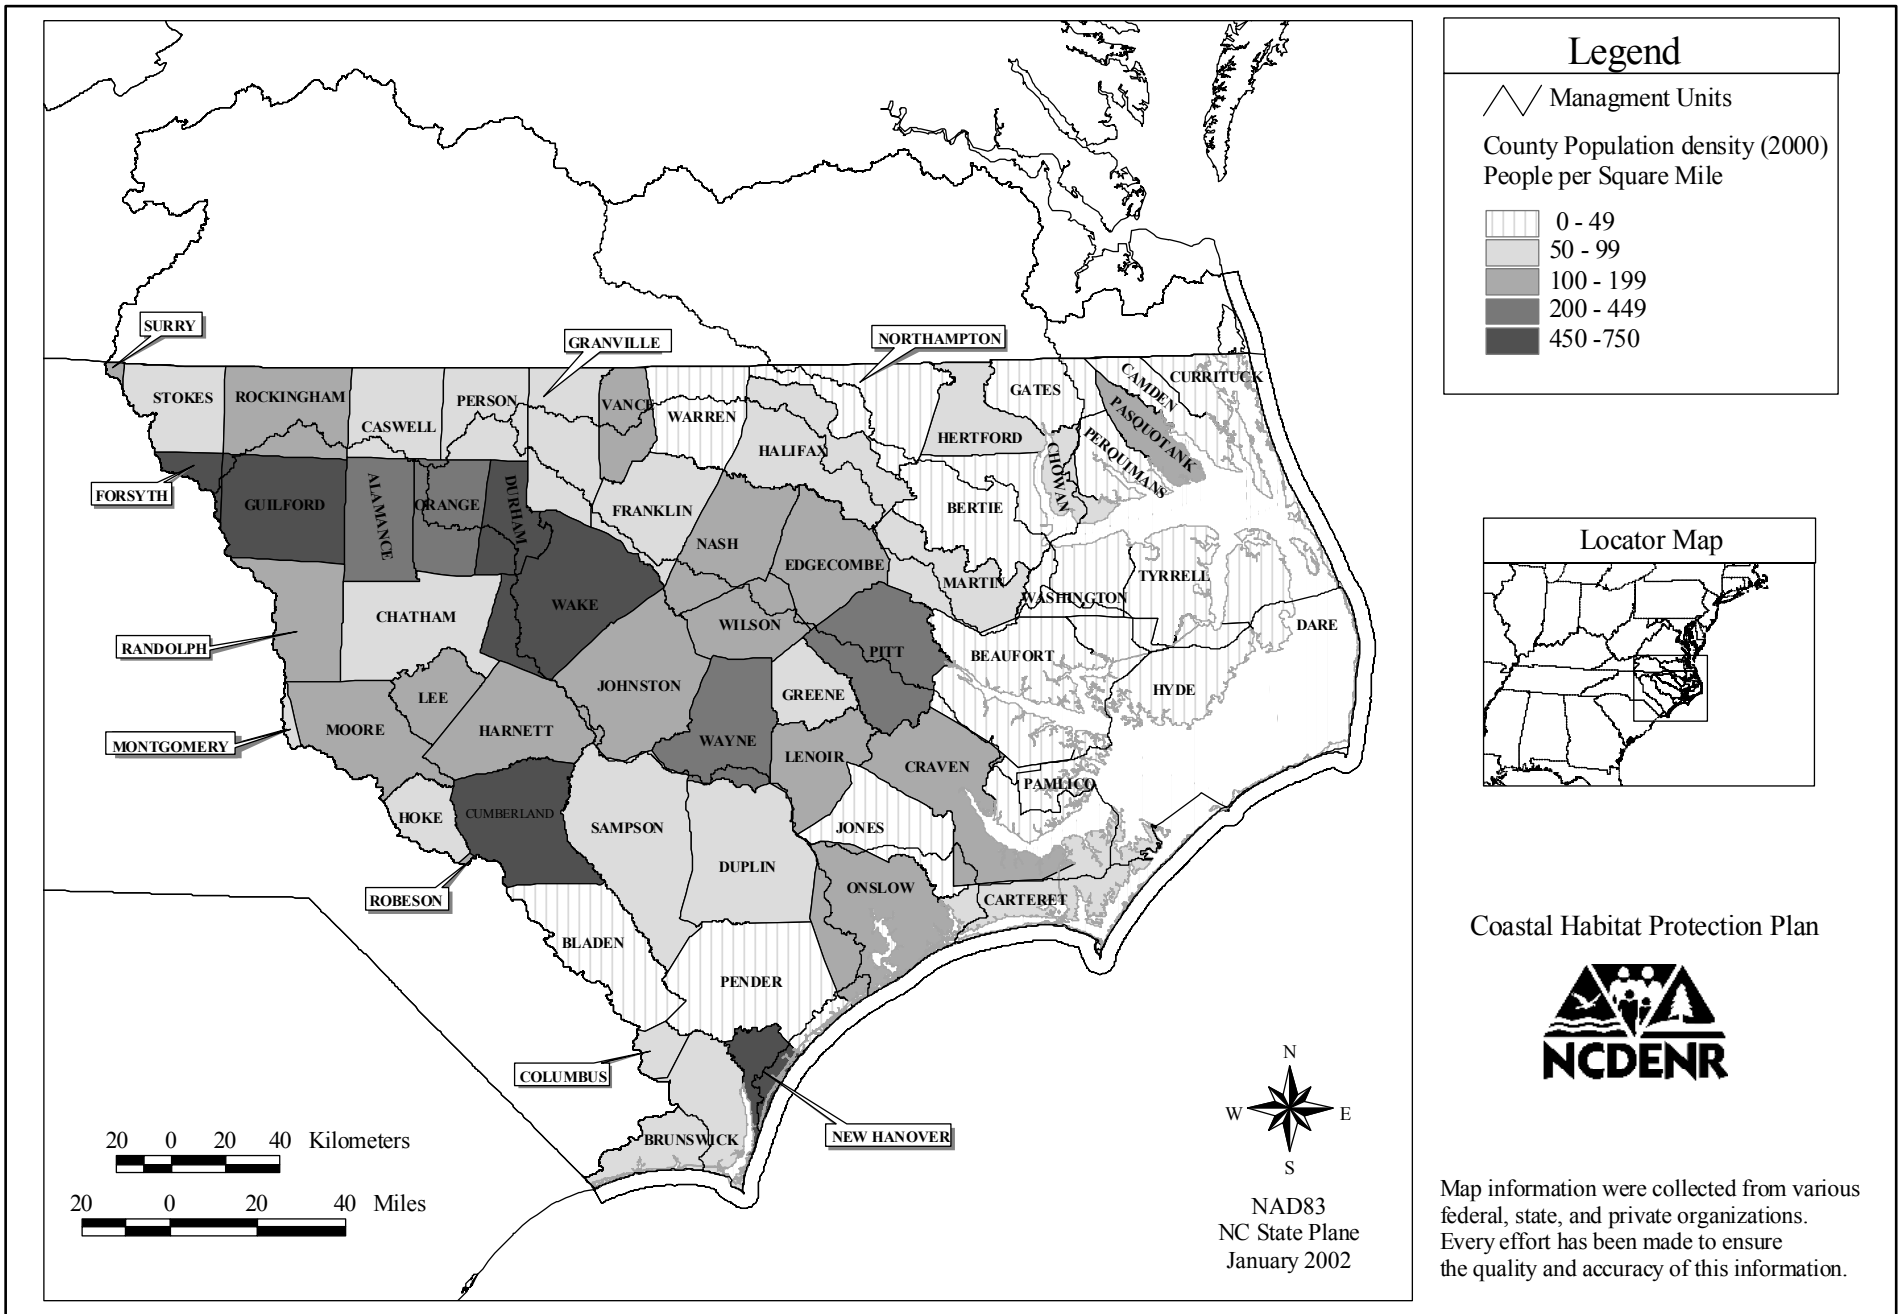 SURRY
GRANVILLE
NORTHAMPTON
STOKES
ROCKINGHAM
CASWELL
PERSON
VANCE
WARREN
HALIFAX
HERTFORD
GATES
CAMDEN
CURRITUCK
PASQUOTANK
PERQUIMANS
CHOWAN
FORSYTH
GUILFORD
ALAMANCE
ORANGE
DURHAM
FRANKLIN
NASH
EDGECOMBE
BERTIE
MARTIN
WASHINGTON
TYRRELL
DARE
RANDOLPH
CHATHAM
WAKE
WILSON
PITT
BEAUFORT
HYDE
MONTGOMERY
MOORE
LEE
HARNETT
JOHNSTON
WAYNE
GREENE
LENOIR
CRAVEN
PAMLICO
HOKE
CUMBERLAND
SAMPSON
DUPLIN
JONES
ONSLOW
CARTERET
ROBESON
BLADEN
PENDER
COLUMBUS
BRUNSWICK
NEW HANOVER
20 0 20 40 Kilometers
20 0 20 40 Miles
N
W E
S
NAD83
NC State Plane
January 2002
Legend
Managment Units
County Population density (2000)
People per Square Mile
0 - 49
50 - 99
100 - 199
200 - 449
450 -750
Locator Map
Coastal Habitat Protection Plan
NCDENR
Map information were collected from various
federal, state, and private organizations.
Every effort has been made to ensure
the quality and accuracy of this information.